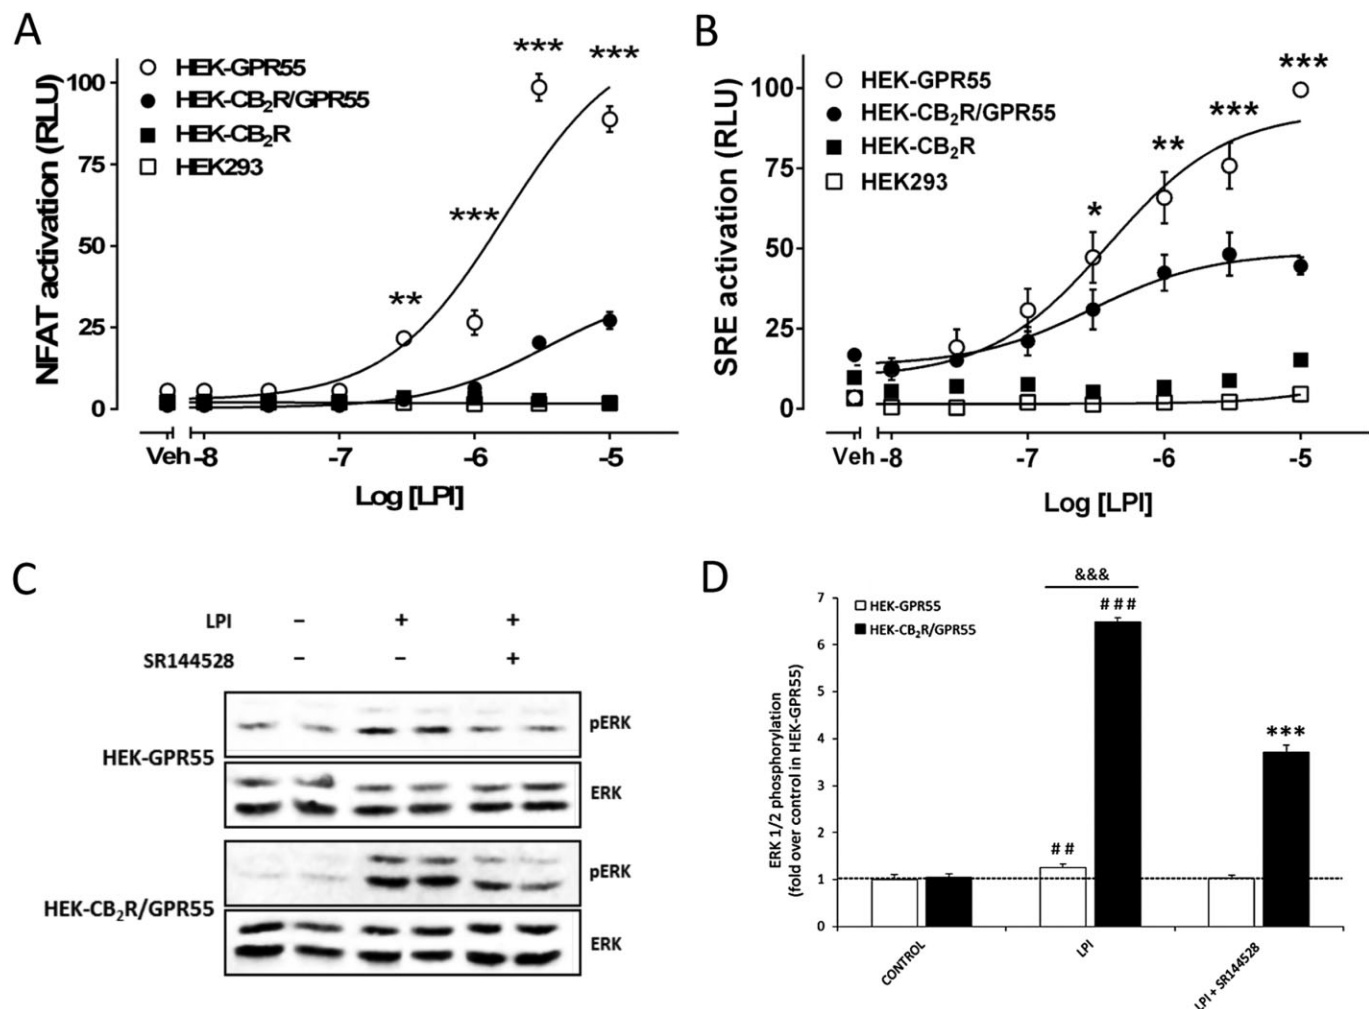 A
NFAT activation (RLU)
100
75
50
25
0
HEK-GPR55
HEK-CB₂R/GPR55
HEK-CB₂R
HEK293
**
***
***
***
Veh -8 -7 -6 -5
Log [LPI]
B
SRE activation (RLU)
100
75
50
25
0
HEK-GPR55
HEK-CB₂R/GPR55
HEK-CB₂R
HEK293
*
**
***
***
Veh -8 -7 -6 -5
Log [LPI]
C
LPI – + +
SR144528 – – +
HEK-GPR55
pERK
ERK
HEK-CB₂R/GPR55
pERK
ERK
D
ERK 1/2 phosphorylation
(fold over control in HEK-GPR55)
7
6
5
4
3
2
1
0
HEK-GPR55
HEK-CB₂R/GPR55
&&&
# #
# # #
***
CONTROL
LPI
LPI + SR144528